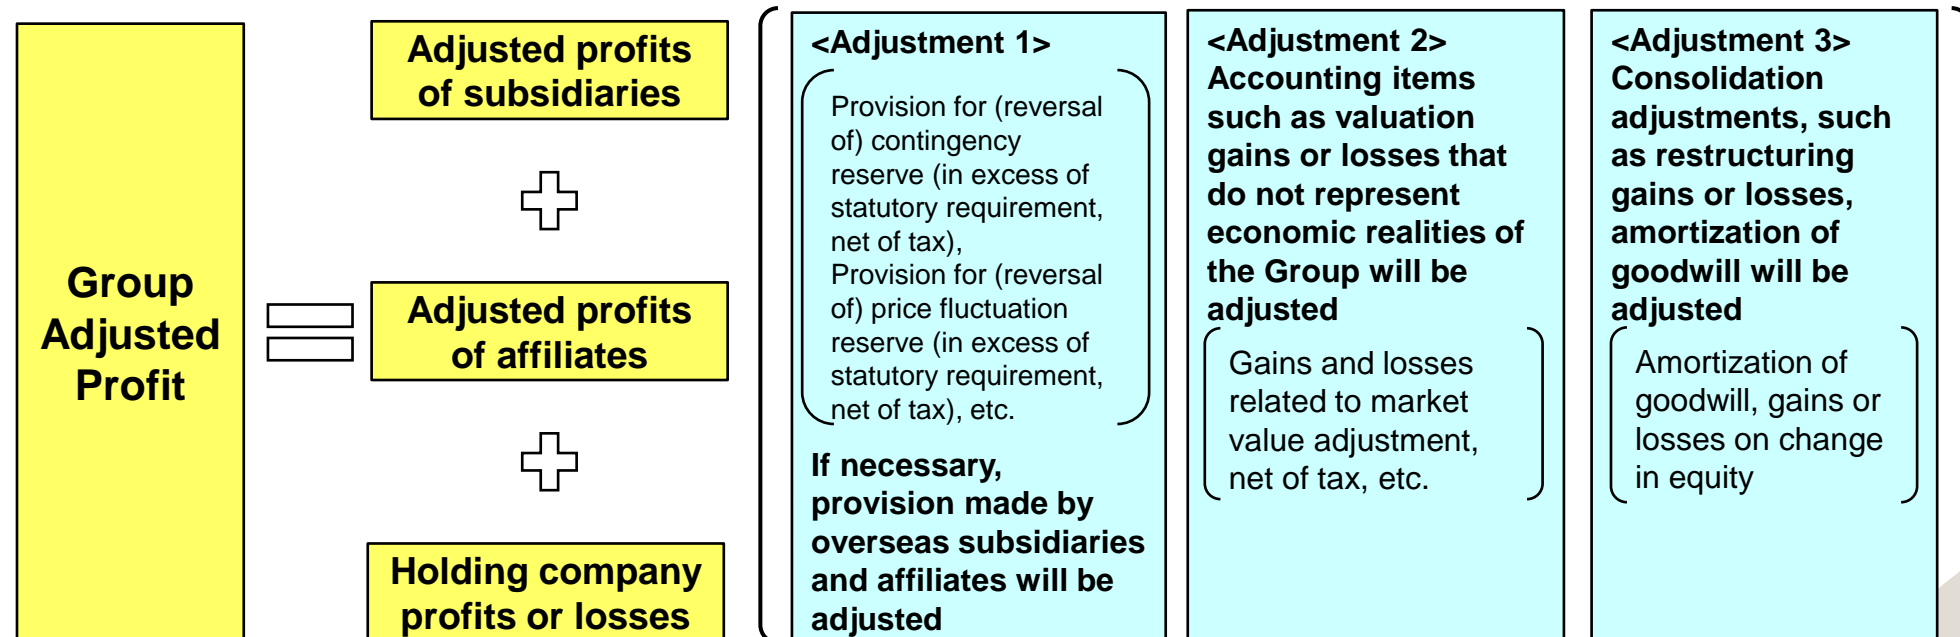 Group
Adjusted
Profit
Adjusted profits
of subsidiaries
Adjusted profits
of affiliates
Holding company
profits or losses
<Adjustment 1>
Provision for (reversal
of) contingency
reserve (in excess of
statutory requirement,
net of tax),
Provision for (reversal
of) price fluctuation
reserve (in excess of
statutory requirement,
net of tax), etc.
If necessary,
provision made by
overseas subsidiaries
and affiliates will be
adjusted
<Adjustment 2>
Accounting items
such as valuation
gains or losses that
do not represent
economic realities of
the Group will be
adjusted
Gains and losses
related to market
value adjustment,
net of tax, etc.
<Adjustment 3>
Consolidation
adjustments, such
as restructuring
gains or losses,
amortization of
goodwill will be
adjusted
Amortization of
goodwill, gains or
losses on change
in equity